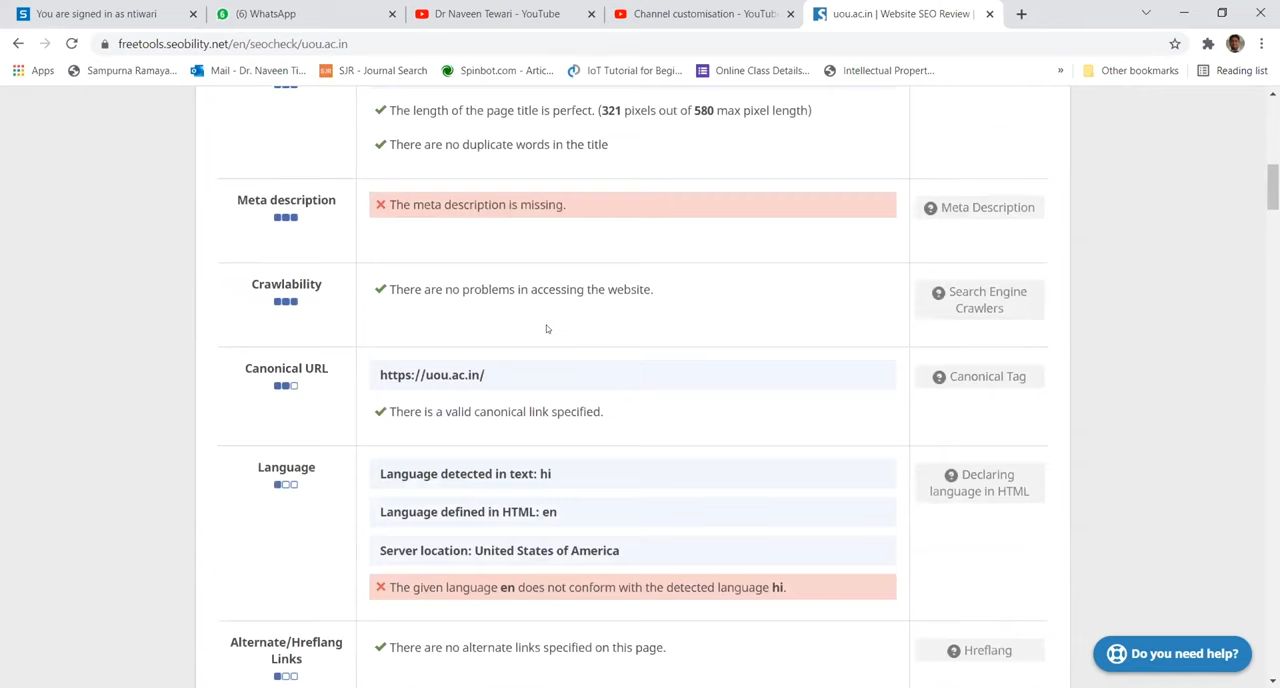 You are signed in as ntiwari
(6) WhatsApp
Dr Naveen Tewari - YouTube
Channel customisation - YouTub
uou.ac.in | Website SEO Review |
freetools.seobility.net/en/seocheck/uou.ac.in
Apps
Sampurna Ramaya...
Mail - Dr. Naveen Ti...
SJR - Journal Search
Spinbot.com - Artic...
IoT Tutorial for Begi...
Online Class Details...
Intellectual Propert...
»
Other bookmarks
Reading list
The length of the page title is perfect. (321 pixels out of 580 max pixel length)
There are no duplicate words in the title
Meta description
The meta description is missing.
Meta Description
Crawlability
There are no problems in accessing the website.
Search Engine
Crawlers
Canonical URL
https://uou.ac.in/
Canonical Tag
There is a valid canonical link specified.
Language
Language detected in text: hi
Declaring
language in HTML
Language defined in HTML: en
Server location: United States of America
The given language en does not conform with the detected language hi.
Alternate/Hreflang
Links
There are no alternate links specified on this page.
Hreflang
Do you need help?